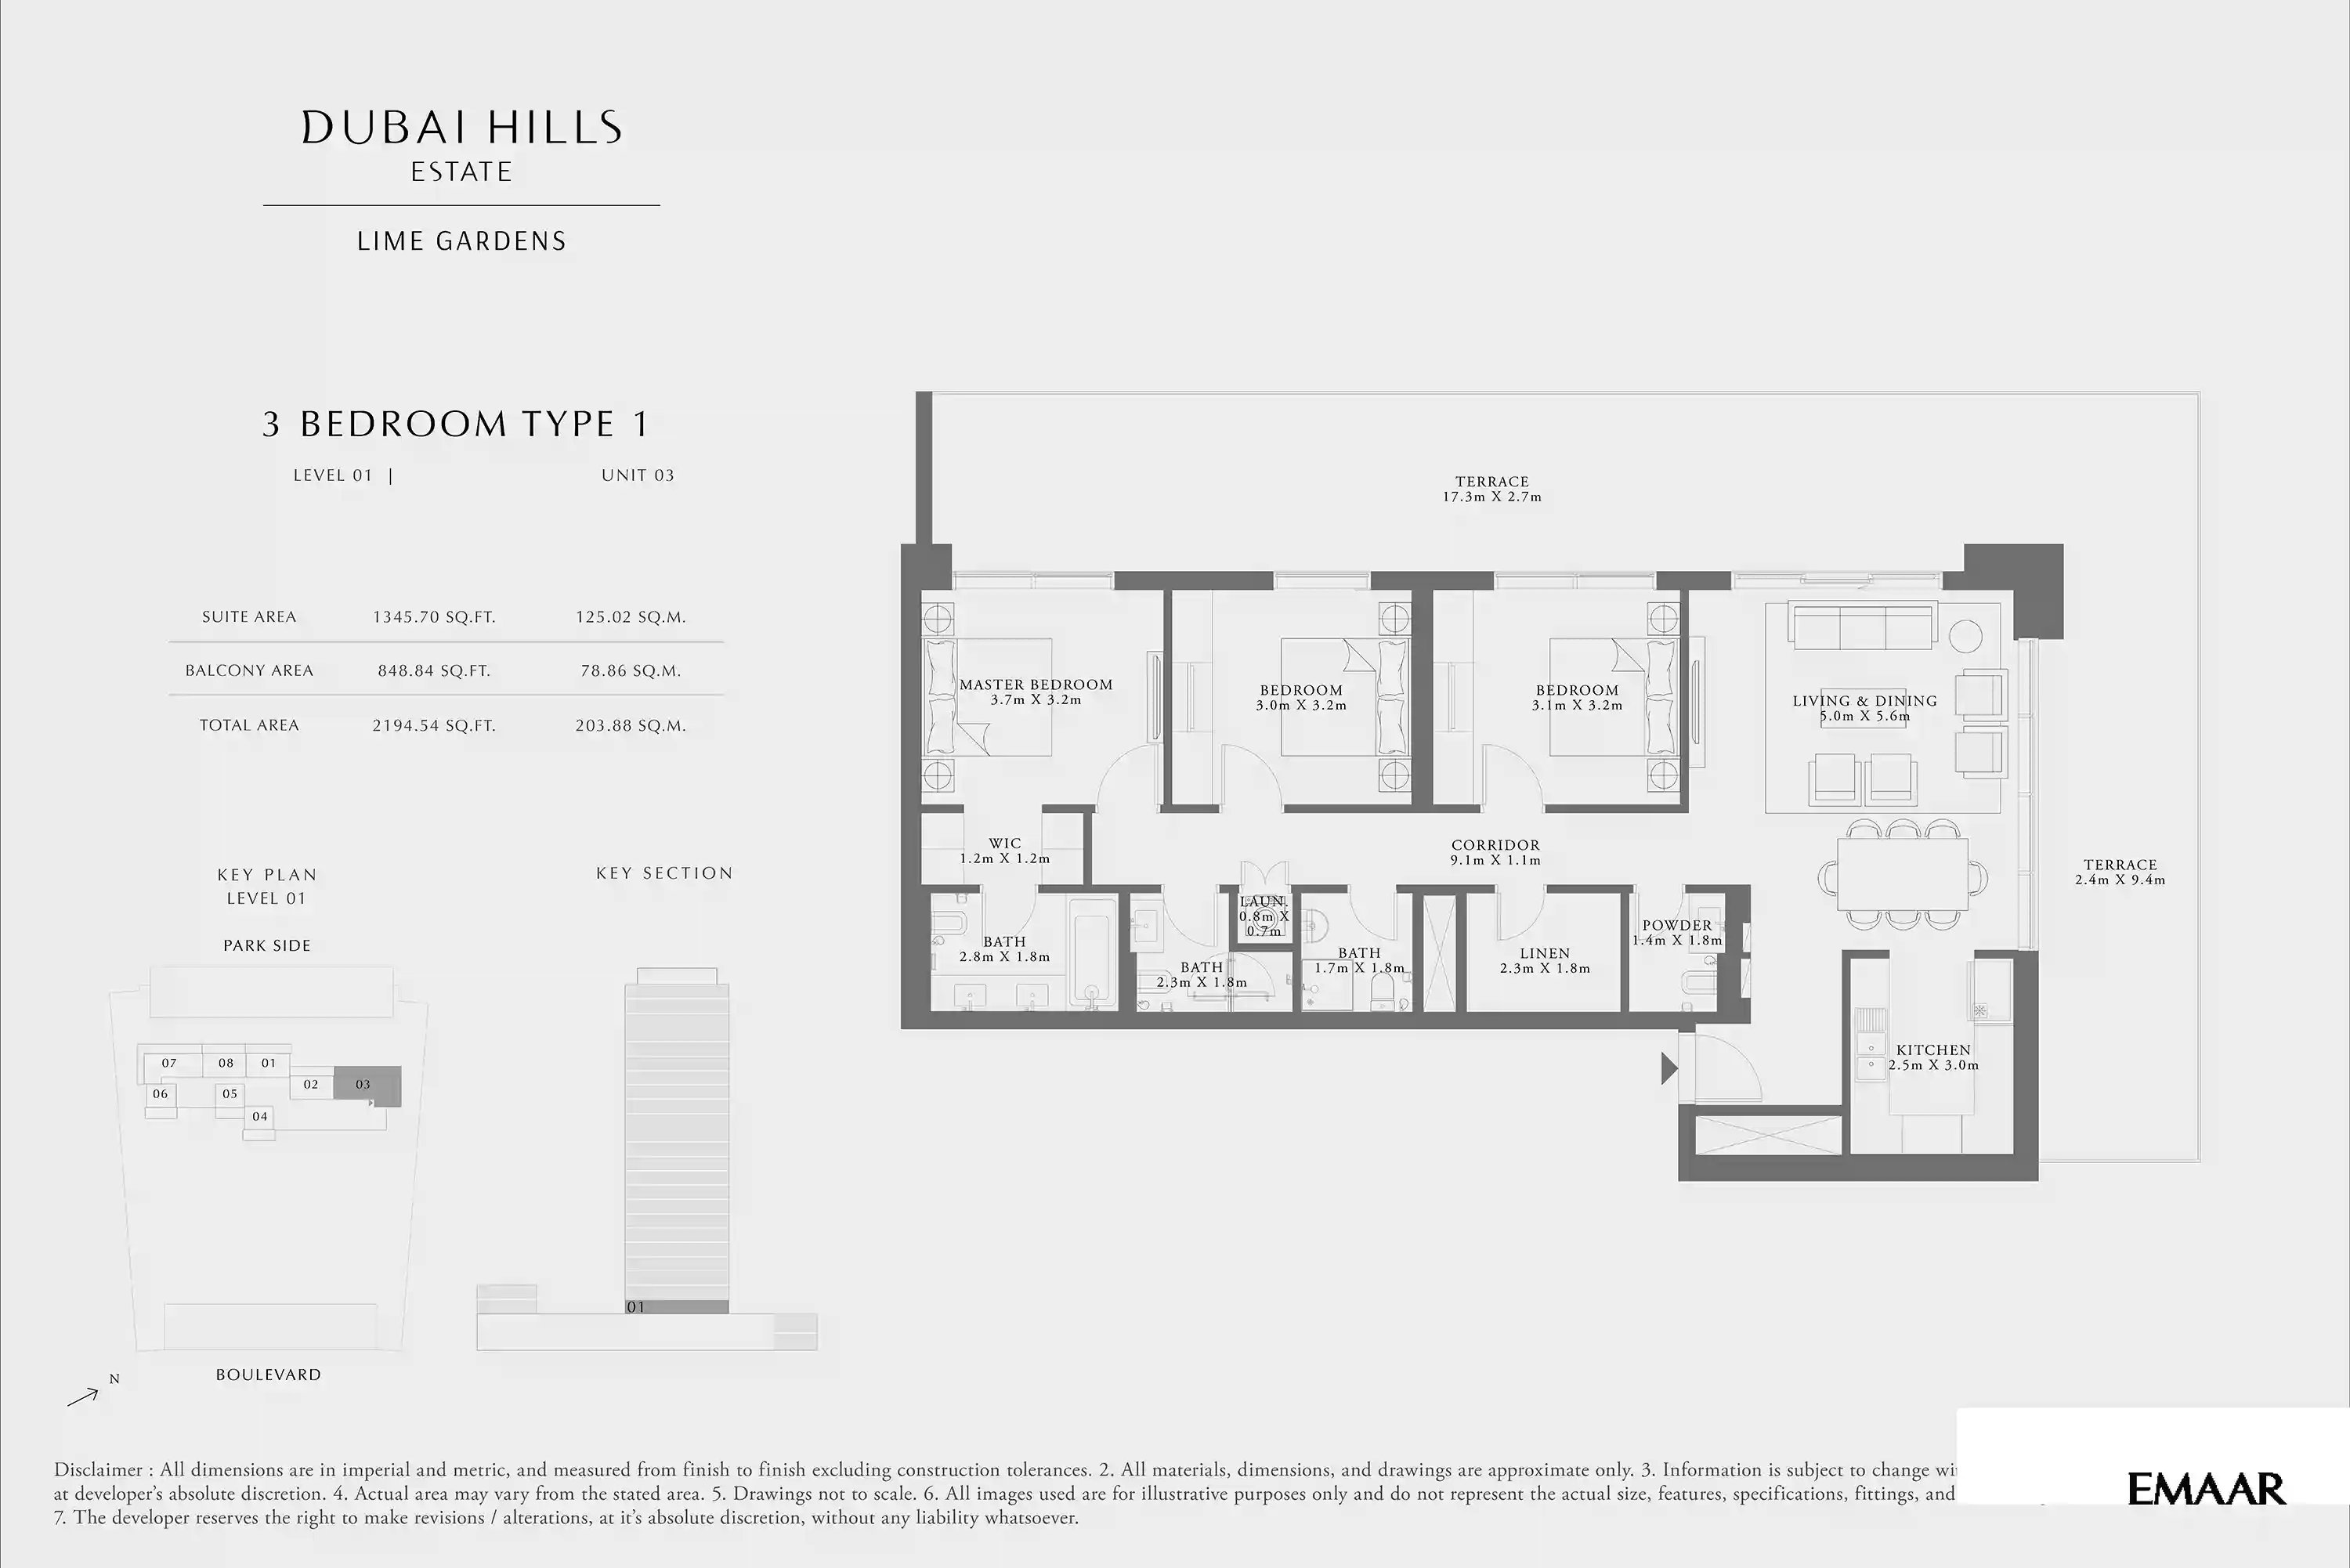 DUBAI HILLS
ESTATE
LIME GARDENS
3 BEDROOM TYPE 1
LEVEL 01 |
UNIT 03
SUITE AREA 1345.70 SQ.FT. 125.02 SQ.M.
BALCONY AREA 848.84 SQ.FT. 78.86 SQ.M.
TOTAL AREA 2194.54 SQ.FT. 203.88 SQ.M.
KEY PLAN
LEVEL 01
PARK SIDE
07
08
01
02
03
06
05
04
BOULEVARD
N
KEY SECTION
01
TERRACE
17.3m X 2.7m
MASTER BEDROOM
3.7m X 3.2m
BEDROOM
3.0m X 3.2m
BEDROOM
3.1m X 3.2m
LIVING & DINING
5.0m X 5.6m
WIC
1.2m X 1.2m
CORRIDOR
9.1m X 1.1m
TERRACE
2.4m X 9.4m
BATH
2.8m X 1.8m
BATH
2.3m X 1.8m
LAUN.
0.8m X
0.7m
BATH
1.7m X 1.8m
LINEN
2.3m X 1.8m
POWDER
1.4m X 1.8m
KITCHEN
2.5m X 3.0m
Disclaimer : All dimensions are in imperial and metric, and measured from finish to finish excluding construction tolerances. 2. All materials, dimensions, and drawings are approximate only. 3. Information is subject to change
at developer's absolute discretion. 4. Actual area may vary from the stated area. 5. Drawings not to scale. 6. All images used are for illustrative purposes only and do not represent the actual size, features, specifications, fittings, and
7. The developer reserves the right to make revisions / alterations, at it's absolute discretion, without any liability whatsoever.
EMAAR